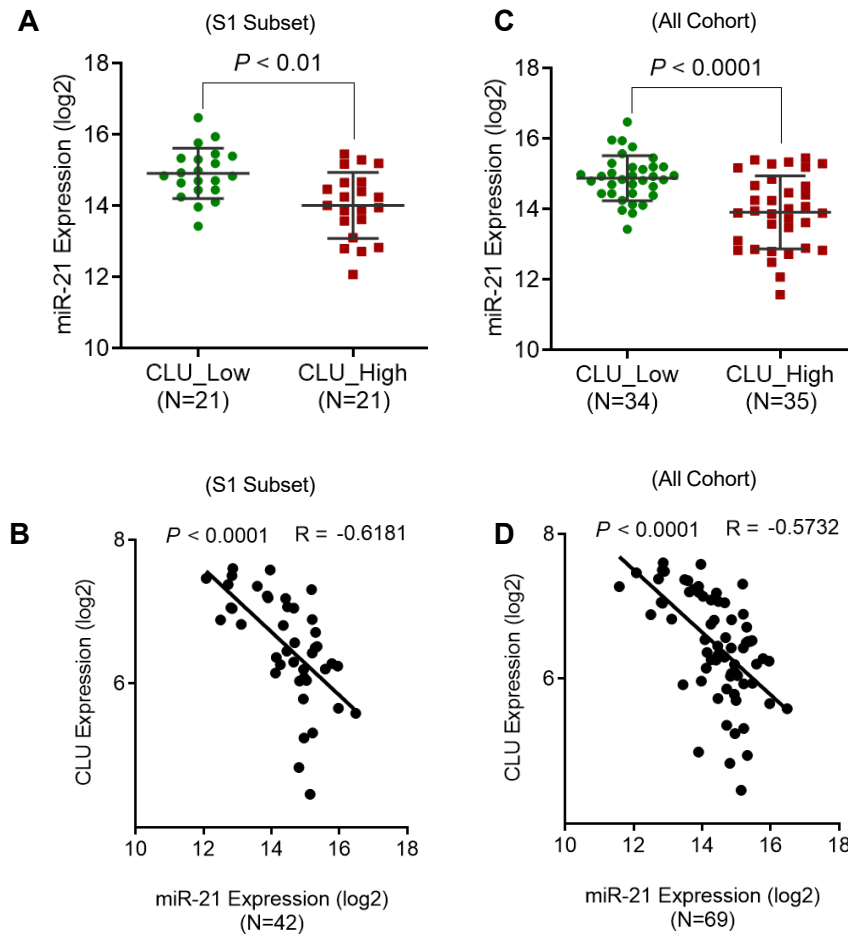 A
(S1 Subset)
P < 0.01
miR-21 Expression (log2)
18
16
14
12
10
CLU_Low
(N=21)
CLU_High
(N=21)
C
(All Cohort)
P < 0.0001
miR-21 Expression (log2)
18
16
14
12
10
CLU_Low
(N=34)
CLU_High
(N=35)
B
(S1 Subset)
P < 0.0001 R = -0.6181
CLU Expression (log2)
8
6
10 12 14 16 18
miR-21 Expression (log2)
(N=42)
D
(All Cohort)
P < 0.0001 R = -0.5732
CLU Expression (log2)
8
6
10 12 14 16 18
miR-21 Expression (log2)
(N=69)